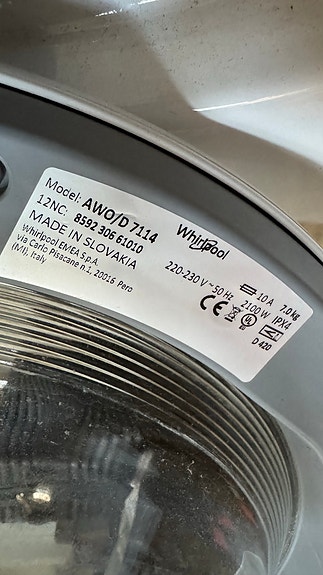 Model: AWO/D 7114
12NC: 8592 306 61010
MADE IN SLOVAKIA
Whirlpool EMEA S.p.A.
via Carlo Pisacane n.1, 20016 Pero
(MI), Italy
Whirlpool
220-230 V ~ 50 Hz
10 A 7,0 kg
2100 W IPX4
CE
D 420